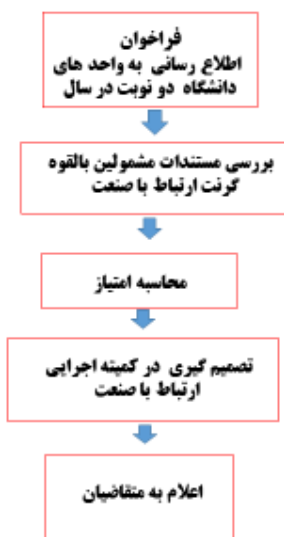 فراخوان
اطلاع رسانی به واحد های
دانشگاه دو نوبت در سال
بررسی مستندات مشمولین بالقوه
گرنت ارتباط با صنعت
محاسبه امتیاز
تصمیم گیری در کمیته اجرایی
ارتباط با صنعت
اعلام به متقاضیان